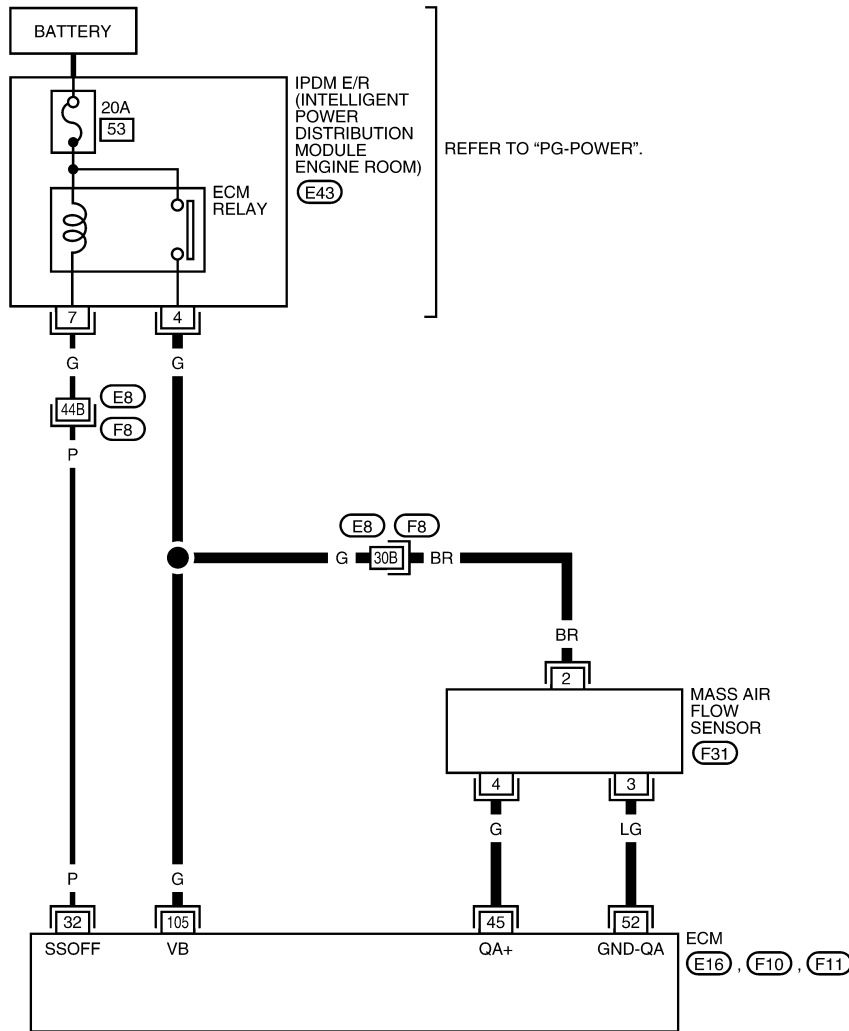 BATTERY
20A
53
IPDM E/R
(INTELLIGENT
POWER
DISTRIBUTION
MODULE
ENGINE ROOM)
E43
REFER TO “PG-POWER”.
ECM
RELAY
7
4
G
G
44B
E8
F8
P
E8
F8
G
30B
BR
BR
2
MASS AIR
FLOW
SENSOR
F31
4
3
G
LG
P
G
32
105
45
52
SSOFF
VB
QA+
GND-QA
ECM
E16 , F10 , F11